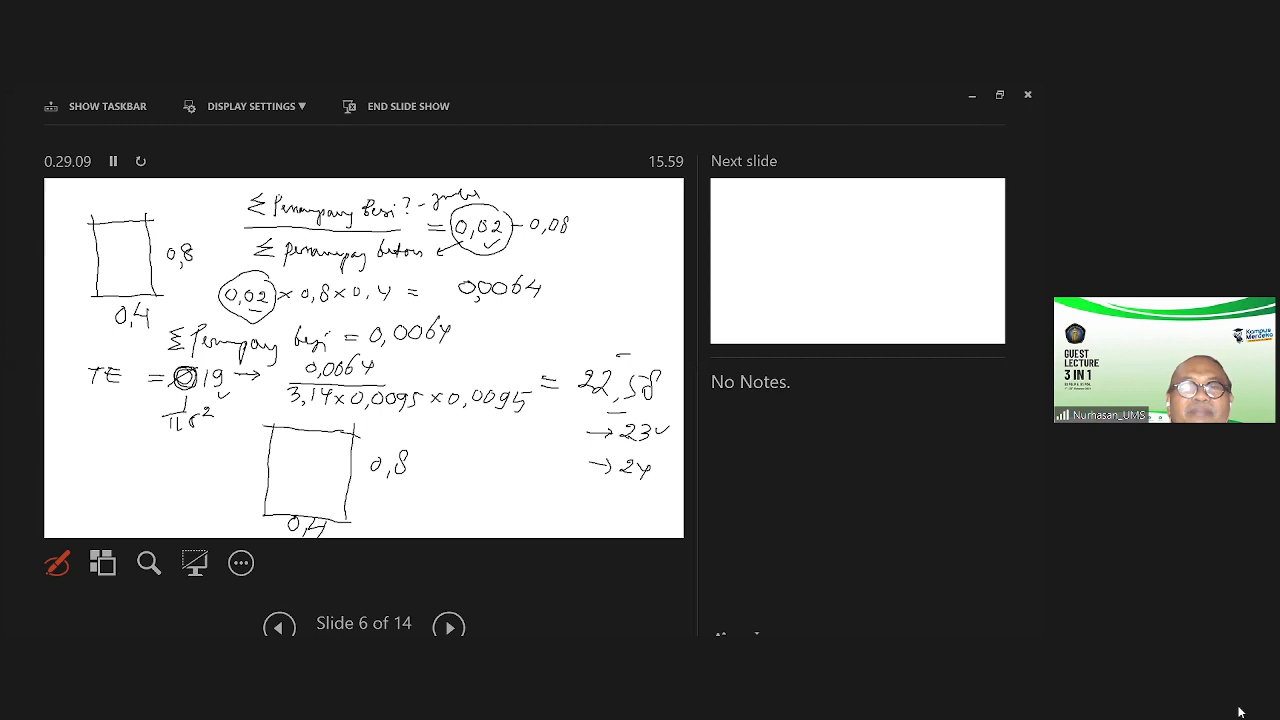 SHOW TASKBAR DISPLAY SETTINGS ▼ END SLIDE SHOW
0.29.09 15.59
Next slide
Σ Penampang besi? - jumlah
Σ penampang beton = 0,02 - 0,08
0,8
0,4
0,02 × 0,8 × 0,4 = 0,0064
Σ Penampang besi = 0,0064
TE = Ø 19 → 0,0064
3,14 × 0,0095 × 0,0095 = 22,58
πr²
→ 23
→ 24
0,8
0,4
No Notes.
GUEST
LECTURE
3 IN 1
Kampus
Merdeka
Nurhasan_UMS
Slide 6 of 14